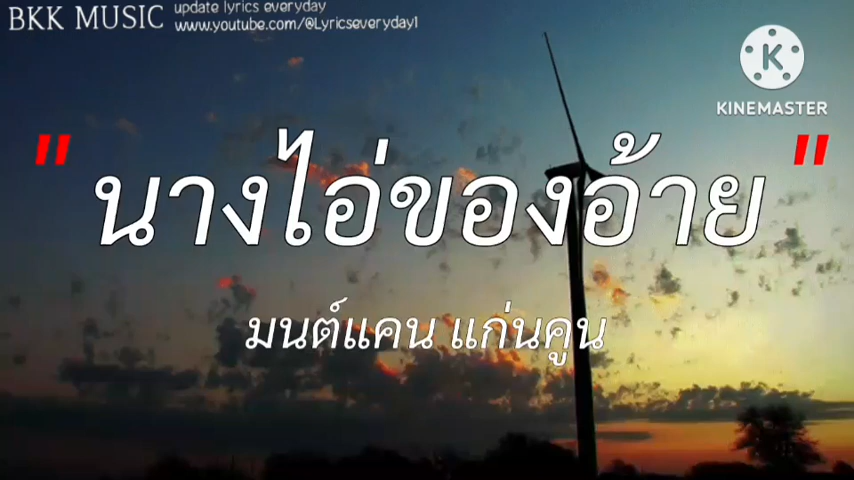 BKK MUSIC
update lyrics everyday
www.youtube.com/@Lyricseveryday1
KINEMASTER
" นางไอ่ของอ้าย "
มนต์แคน แก่นคูน